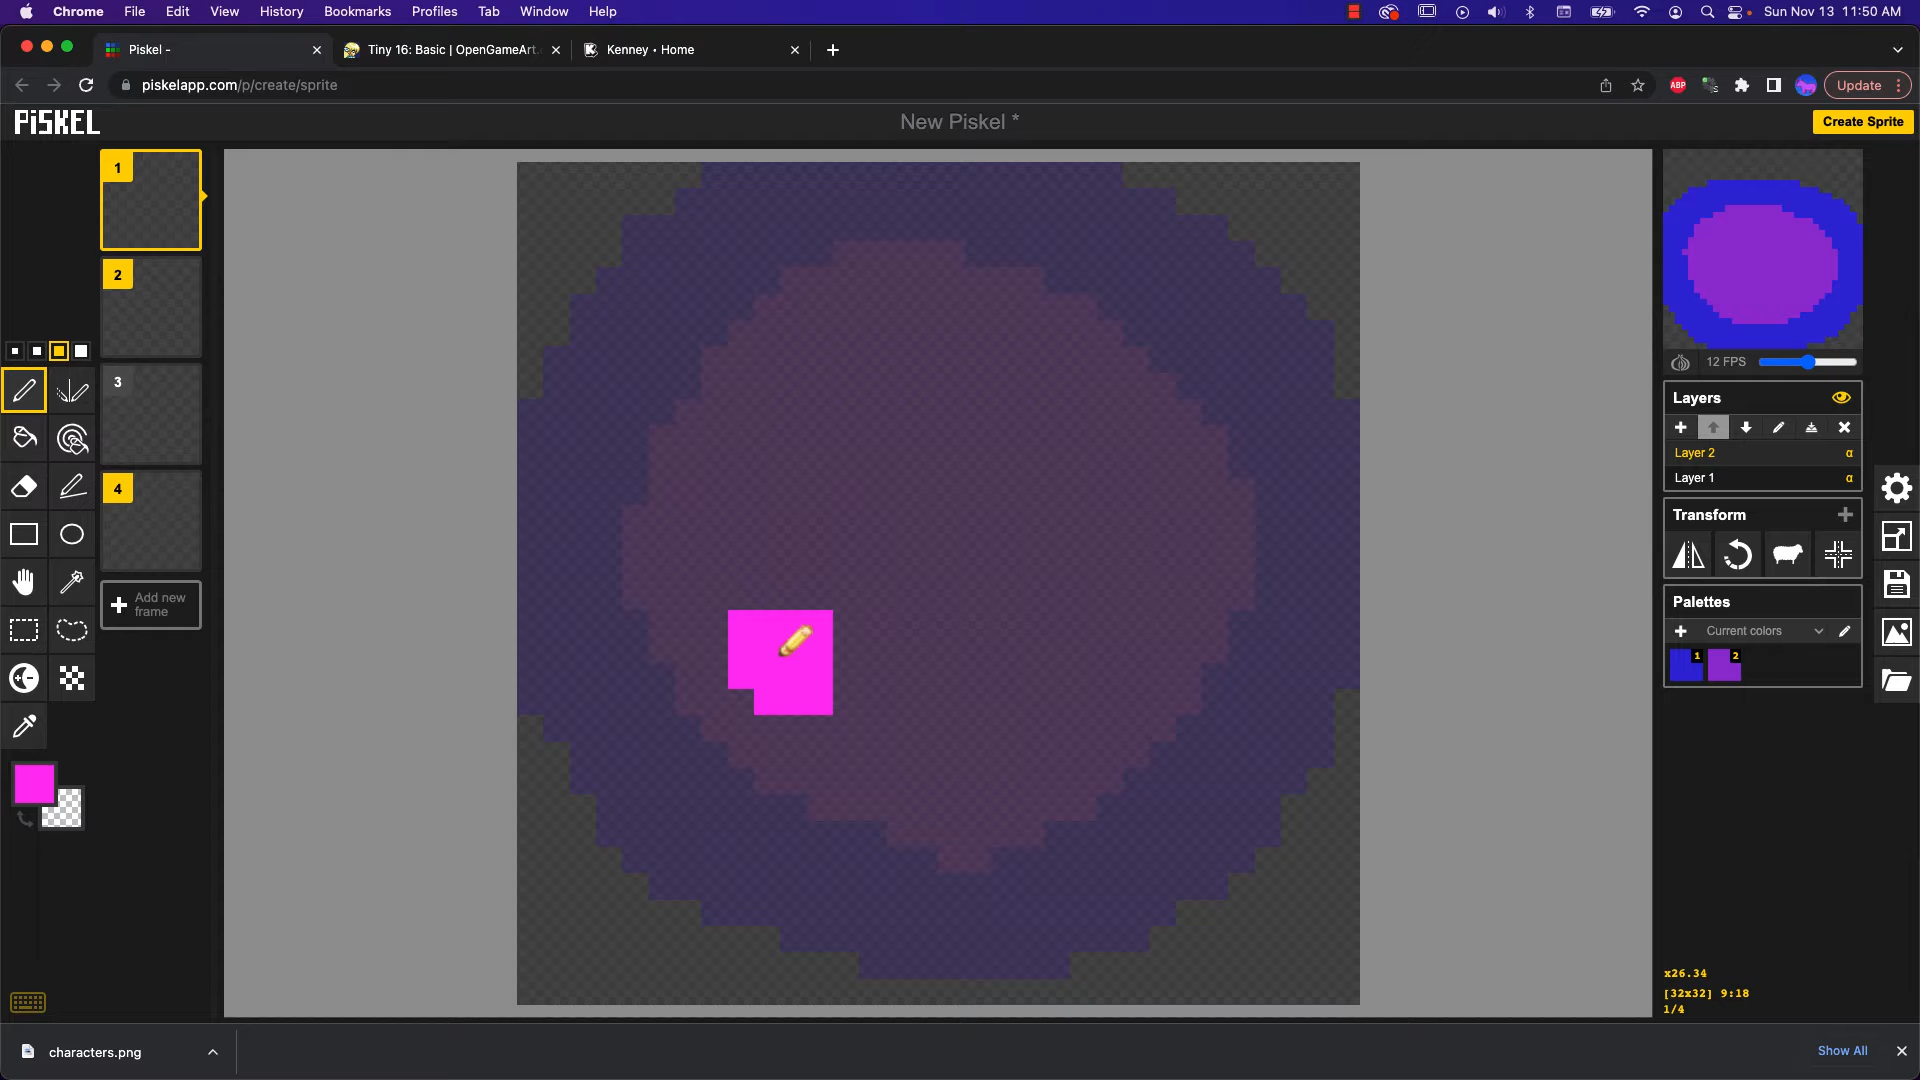 Chrome File Edit View History Bookmarks Profiles Tab Window Help Sun Nov 13 11:50 AM
Piskel - Tiny 16: Basic | OpenGameArt. Kenney • Home
piskelapp.com/p/create/sprite ABP Update
PiSKEL New Piskel * Create Sprite
1
2
3
4
Add new
frame
12 FPS
Layers
Layer 2 α
Layer 1 α
Transform
Palettes
Current colors
1 2
x26.34
[32x32] 9:18
1/4
characters.png Show All